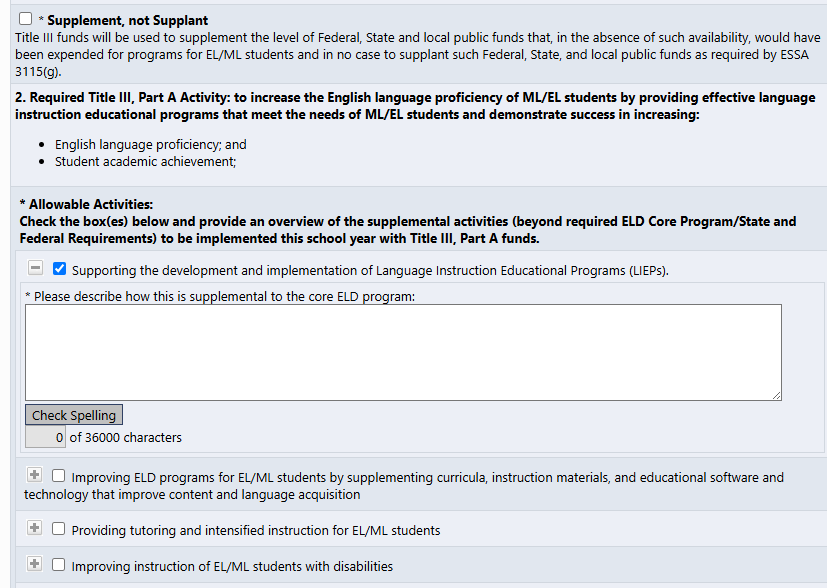 * Supplement, not Supplant
Title III funds will be used to supplement the level of Federal, State and local public funds that, in the absence of such availability, would have
been expended for programs for EL/ML students and in no case to supplant such Federal, State, and local public funds as required by ESSA
3115(g).
2. Required Title III, Part A Activity: to increase the English language proficiency of ML/EL students by providing effective language
instruction educational programs that meet the needs of ML/EL students and demonstrate success in increasing:
• English language proficiency; and
• Student academic achievement;
* Allowable Activities:
Check the box(es) below and provide an overview of the supplemental activities (beyond required ELD Core Program/State and
Federal Requirements) to be implemented this school year with Title III, Part A funds.
Supporting the development and implementation of Language Instruction Educational Programs (LIEPs).
* Please describe how this is supplemental to the core ELD program:
Check Spelling
0 of 36000 characters
Improving ELD programs for EL/ML students by supplementing curricula, instruction materials, and educational software and
technology that improve content and language acquisition
Providing tutoring and intensified instruction for EL/ML students
Improving instruction of EL/ML students with disabilities